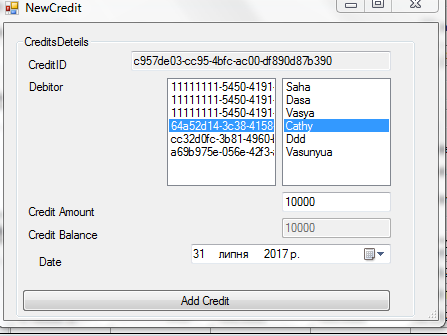 NewCredit
CreditsDeteils
CreditID c957de03-cc95-4bfc-ac00-df890d87b390
Debitor 11111111-5450-4191- Saha
11111111-5450-4191- Dasa
11111111-5450-4191- Vasya
64a52d14-3c38-4158- Cathy
cc32d0fc-3b81-4960-l Ddd
a69b975e-056e-42f3-a Vasunyua
10000
Credit Amount
Credit Balance 10000
Date 31 липня 2017 р.
Add Credit